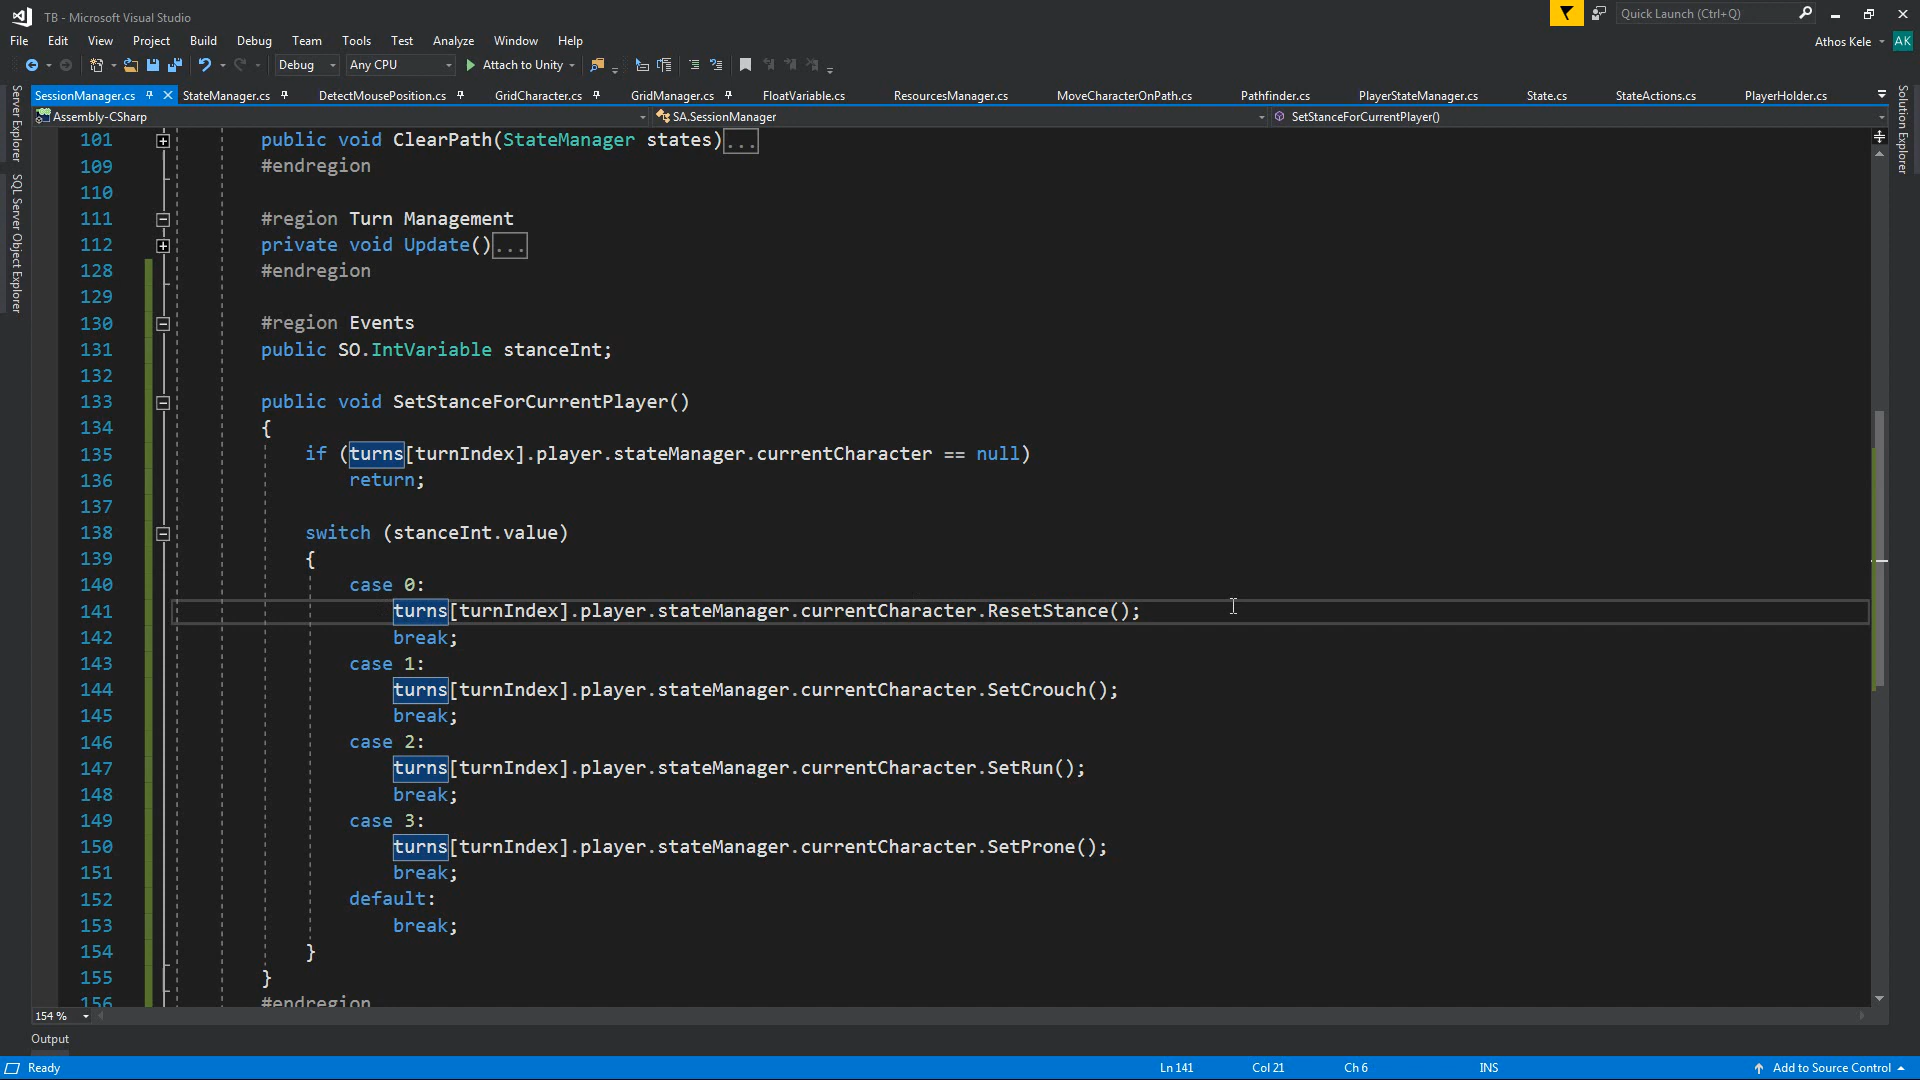 TB - Microsoft Visual Studio
Quick Launch (Ctrl+Q)
File Edit View Project Build Debug Team Tools Test Analyze Window Help
Athos Kele AK
Debug Any CPU Attach to Unity
SessionManager.cs StateManager.cs DetectMousePosition.cs GridCharacter.cs GridManager.cs FloatVariable.cs ResourcesManager.cs MoveCharacterOnPath.cs Pathfinder.cs PlayerStateManager.cs State.cs StateActions.cs PlayerHolder.cs
Assembly-CSharp SA.SessionManager SetStanceForCurrentPlayer()
Server Explorer
SQL Server Object Explorer
Solution Explorer
101 public void ClearPath(StateManager states)...
109 #endregion
110
111 #region Turn Management
112 private void Update()...
128 #endregion
129
130 #region Events
131 public SO.IntVariable stanceInt;
132
133 public void SetStanceForCurrentPlayer()
134 {
135 if (turns[turnIndex].player.stateManager.currentCharacter == null)
136 return;
137
138 switch (stanceInt.value)
139 {
140 case 0:
141 turns[turnIndex].player.stateManager.currentCharacter.ResetStance();
142 break;
143 case 1:
144 turns[turnIndex].player.stateManager.currentCharacter.SetCrouch();
145 break;
146 case 2:
147 turns[turnIndex].player.stateManager.currentCharacter.SetRun();
148 break;
149 case 3:
150 turns[turnIndex].player.stateManager.currentCharacter.SetProne();
151 break;
152 default:
153 break;
154 }
155 }
156 #endregion
154 %
Output
Ready Ln 141 Col 21 Ch 6 INS Add to Source Control